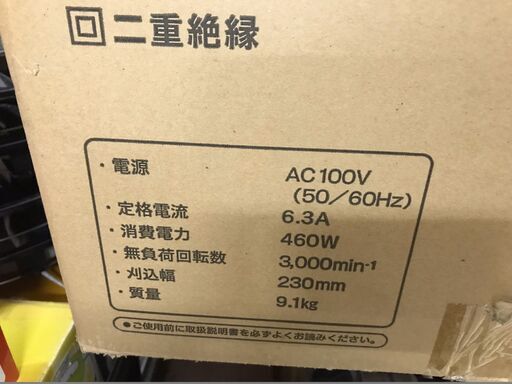 回二重絶縁
・電源 AC100V
(50/60Hz)
・定格電流 6.3A
・消費電力 460W
・無負荷回転数 3,000min-1
・刈込幅 230mm
・質量 9.1kg
●ご使用前に取扱説明書を必ずよくお読みください。●